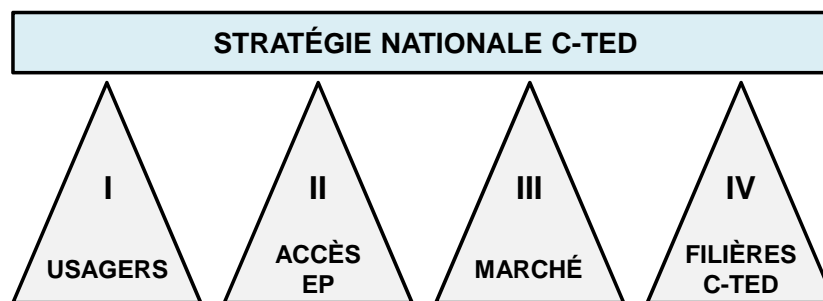 STRATÉGIE NATIONALE C-TED
I
USAGERS
II
ACCÈS
EP
III
MARCHÉ
IV
FILIÈRES
C-TED